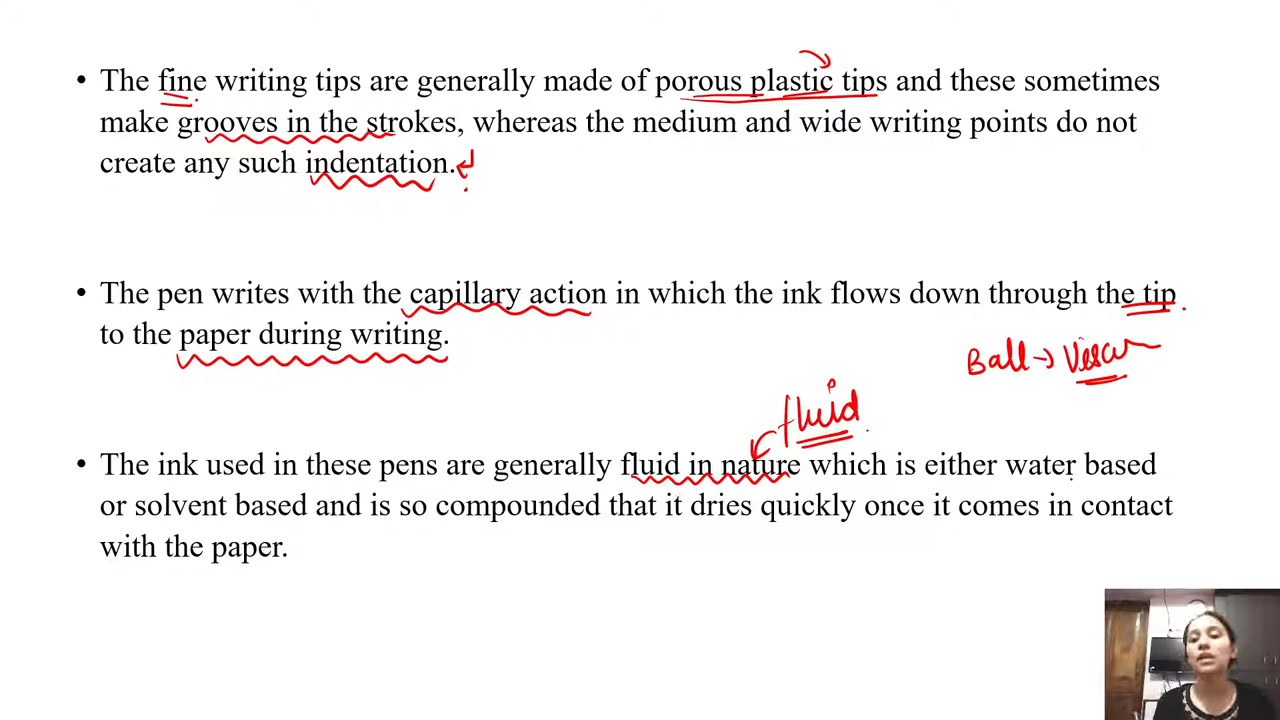 • The fine writing tips are generally made of porous plastic tips and these sometimes
make grooves in the strokes, whereas the medium and wide writing points do not
create any such indentation.
• The pen writes with the capillary action in which the ink flows down through the tip
to the paper during writing.
Ball →
fluid
• The ink used in these pens are generally fluid in nature which is either water based
or solvent based and is so compounded that it dries quickly once it comes in contact
with the paper.